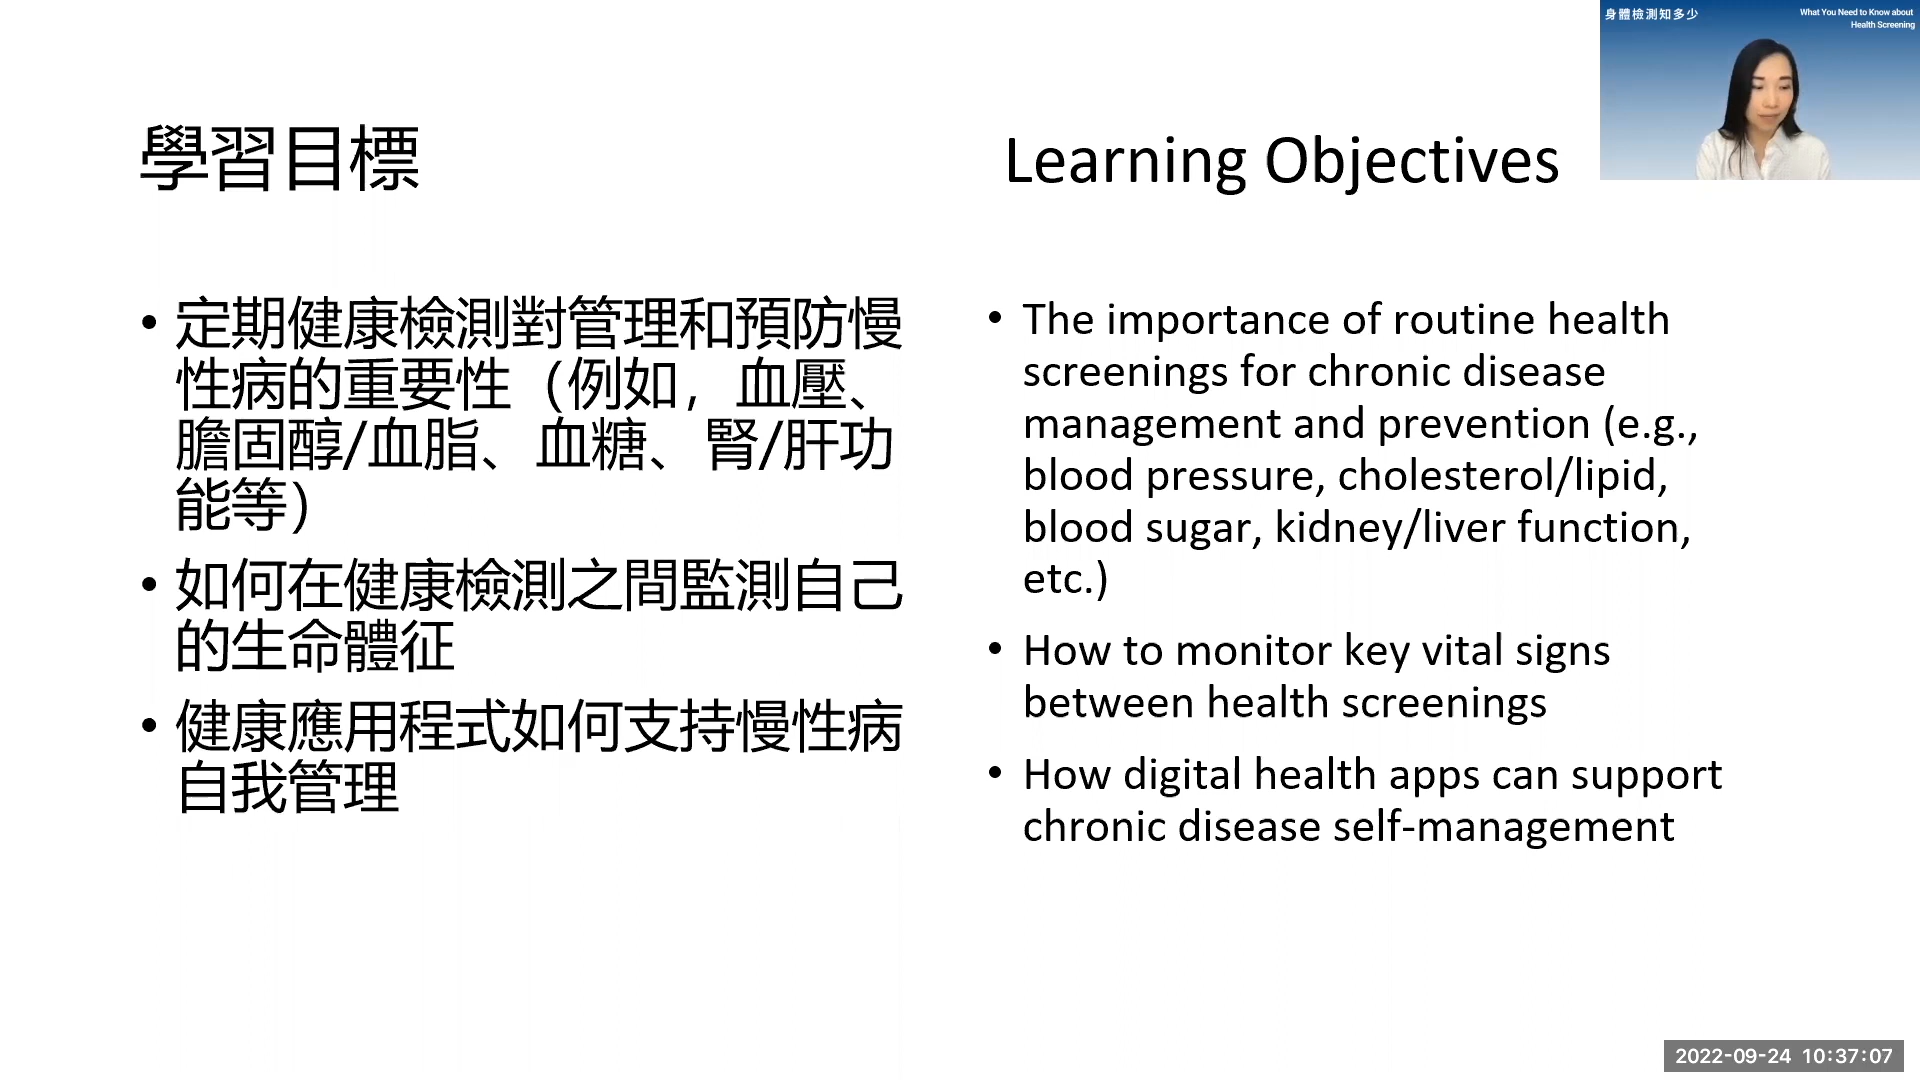 身體檢測知多少
What You Need to Know about
Health Screening
學習目標
• 定期健康檢測對管理和預防慢
性病的重要性（例如，血壓、
膽固醇/血脂、血糖、腎/肝功
能等）
• 如何在健康檢測之間監測自己
的生命體征
• 健康應用程式如何支持慢性病
自我管理
Learning Objectives
• The importance of routine health
screenings for chronic disease
management and prevention (e.g.,
blood pressure, cholesterol/lipid,
blood sugar, kidney/liver function,
etc.)
• How to monitor key vital signs
between health screenings
• How digital health apps can support
chronic disease self-management
2022-09-24 10:37:07